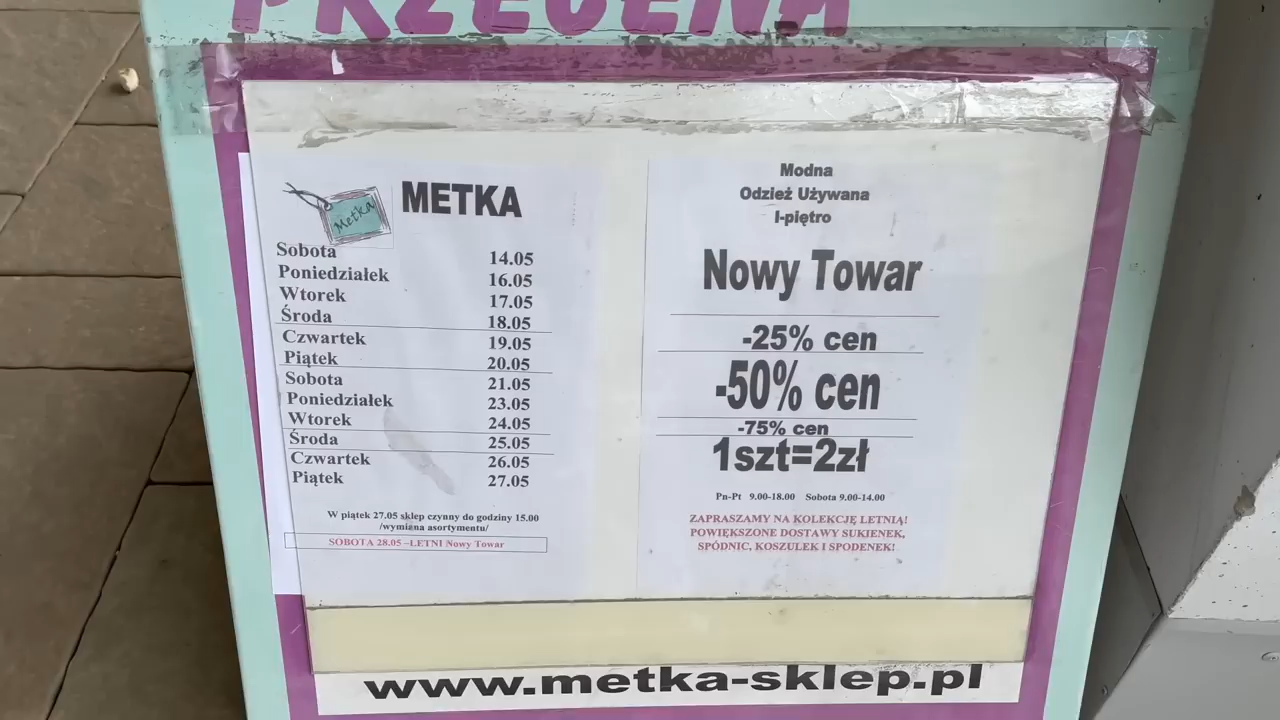 PRZECENA
Metka
METKA
Sobota 14.05
Poniedziałek 16.05
Wtorek 17.05
Środa 18.05
Czwartek 19.05
Piątek 20.05
Sobota 21.05
Poniedziałek 23.05
Wtorek 24.05
Środa 25.05
Czwartek 26.05
Piątek 27.05
W piątek 27.05 sklep czynny do godziny 15.00
/wymiana asortymentu/
SOBOTA 28.05 –LETNI Nowy Towar
Modna
Odzież Używana
I-piętro
Nowy Towar
-25% cen
-50% cen
-75% cen
1szt=2zł
Pn-Pt 9.00-18.00 Sobota 9.00-14.00
ZAPRASZAMY NA KOLEKCJĘ LETNIĄ!
POWIĘKSZONE DOSTAWY SUKIENEK,
SPÓDNIC, KOSZULEK I SPODENEK!
www.metka-sklep.pl